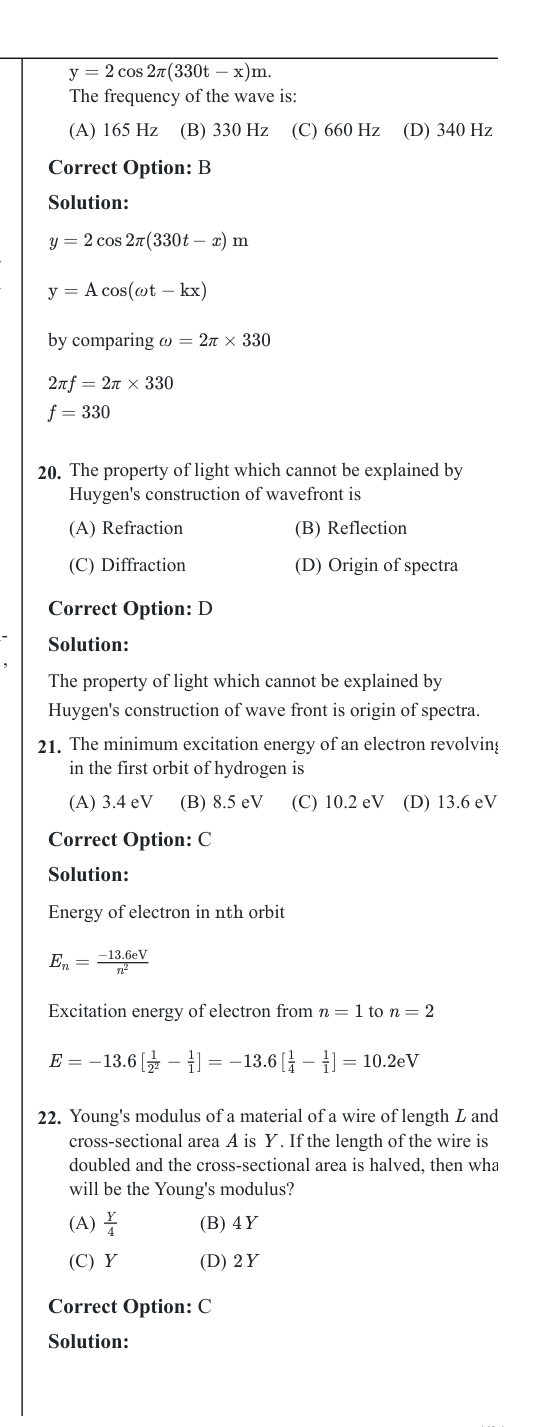 y = 2 cos 2π(330t − x)m.
The frequency of the wave is:
(A) 165 Hz (B) 330 Hz (C) 660 Hz (D) 340 Hz
Correct Option: B
Solution:
y = 2 cos 2π(330t − x) m
y = A cos(ωt − kx)
by comparing ω = 2π × 330
2πf = 2π × 330
f = 330
20. The property of light which cannot be explained by
Huygen's construction of wavefront is
(A) Refraction (B) Reflection
(C) Diffraction (D) Origin of spectra
Correct Option: D
Solution:
The property of light which cannot be explained by
Huygen's construction of wave front is origin of spectra.
21. The minimum excitation energy of an electron revolving
in the first orbit of hydrogen is
(A) 3.4 eV (B) 8.5 eV (C) 10.2 eV (D) 13.6 eV
Correct Option: C
Solution:
Energy of electron in nth orbit
Eₙ = −13.6eV/n²
Excitation energy of electron from n = 1 to n = 2
E = −13.6 [1/2² − 1/1] = −13.6 [1/4 − 1/1] = 10.2eV
22. Young's modulus of a material of a wire of length L and
cross-sectional area A is Y. If the length of the wire is
doubled and the cross-sectional area is halved, then wha
will be the Young's modulus?
(A) Y/4 (B) 4Y
(C) Y (D) 2Y
Correct Option: C
Solution: